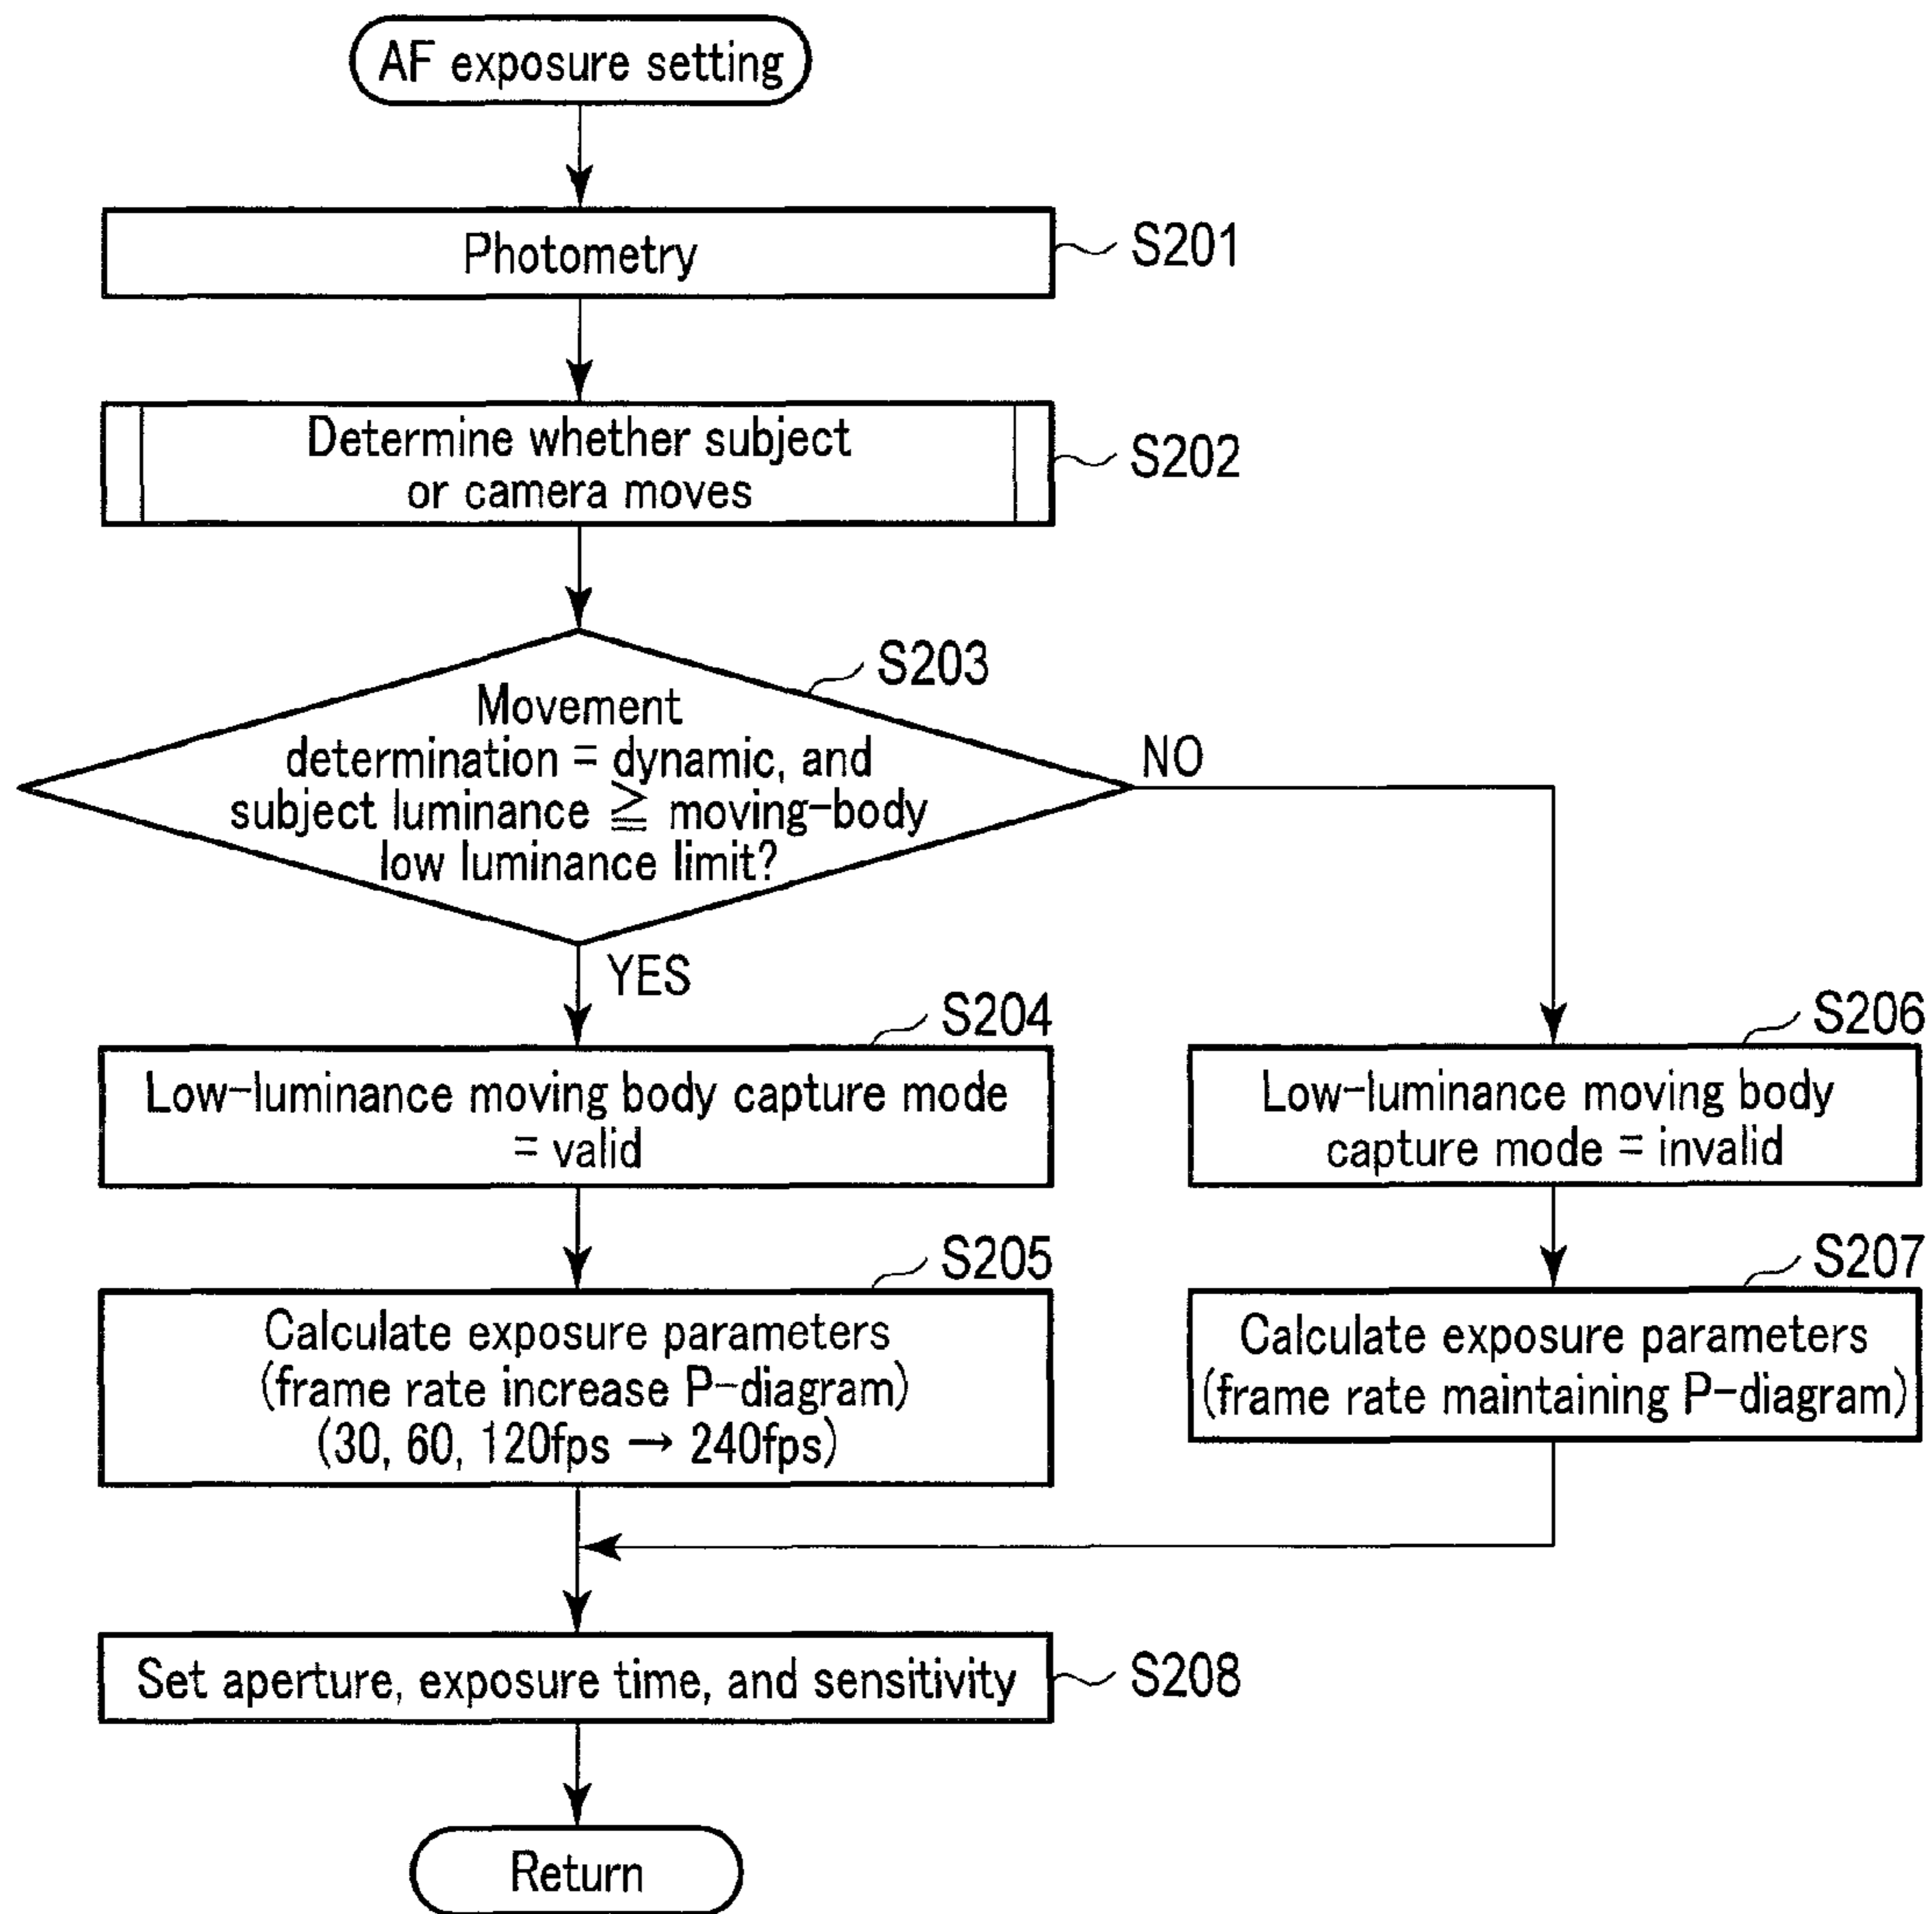 AF exposure setting
Photometry
S201
Determine whether subject
or camera moves
S202
S203
Movement
determination = dynamic, and
subject luminance ≧ moving-body
low luminance limit?
NO
YES
S204
Low-luminance moving body capture mode
= valid
S206
Low-luminance moving body
capture mode = invalid
S205
Calculate exposure parameters
(frame rate increase P-diagram)
(30, 60, 120fps → 240fps)
S207
Calculate exposure parameters
(frame rate maintaining P-diagram)
Set aperture, exposure time, and sensitivity
S208
Return